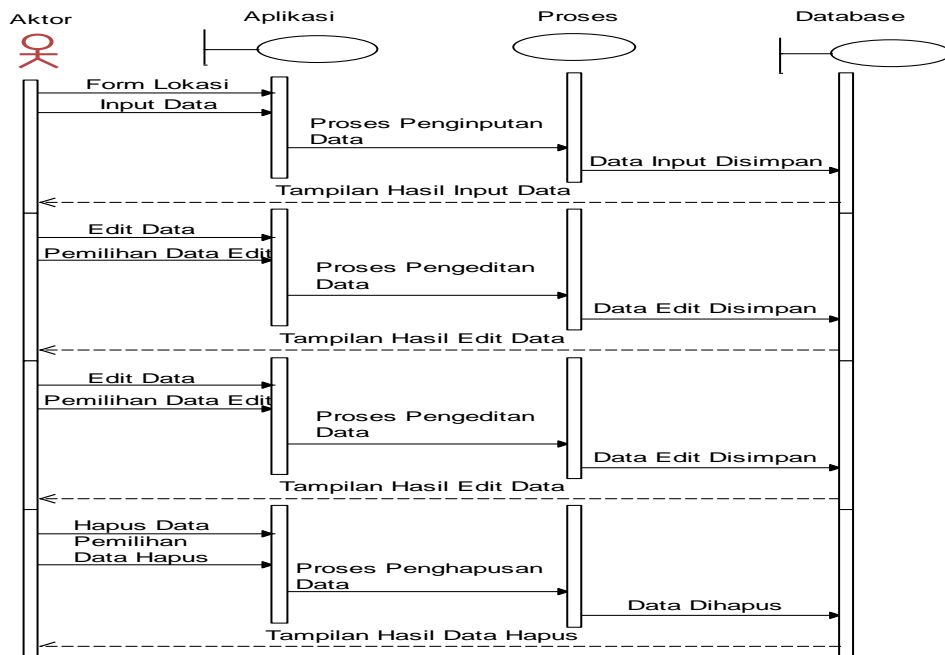 Aktor
Aplikasi
Proses
Database
Form Lokasi
Input Data
Proses Penginputan
Data
Data Input Disimpan
Tampilan Hasil Input Data
Edit Data
Pemilihan Data Edit
Proses Pengeditan
Data
Data Edit Disimpan
Tampilan Hasil Edit Data
Edit Data
Pemilihan Data Edit
Proses Pengeditan
Data
Data Edit Disimpan
Tampilan Hasil Edit Data
Hapus Data
Pemilihan
Data Hapus
Proses Penghapusan
Data
Data Dihapus
Tampilan Hasil Data Hapus